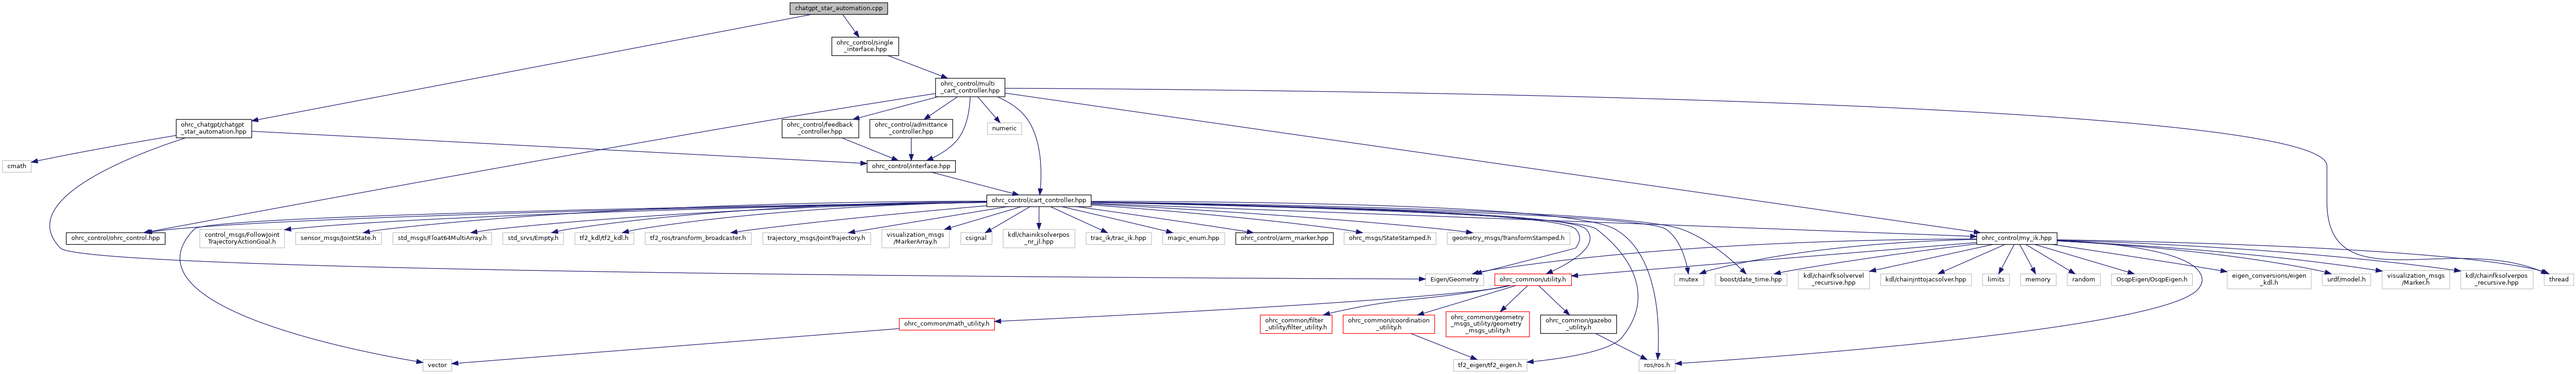 chatgpt_star_automation.cpp
ohrc_control/single
_interface.hpp
ohrc_control/multi
_cart_controller.hpp
ohrc_chatgpt/chatgpt
_star_automation.hpp
ohrc_control/feedback
_controller.hpp
ohrc_control/admittance
_controller.hpp
numeric
cmath
ohrc_control/interface.hpp
ohrc_control/cart_controller.hpp
ohrc_control/ohrc_control.hpp
control_msgs/FollowJoint
TrajectoryActionGoal.h
sensor_msgs/JointState.h
std_msgs/Float64MultiArray.h
std_srvs/Empty.h
tf2_kdl/tf2_kdl.h
tf2_ros/transform_broadcaster.h
trajectory_msgs/JointTrajectory.h
visualization_msgs
/MarkerArray.h
csignal
kdl/chainiksolverpos
_nr_jl.hpp
trac_ik/trac_ik.hpp
magic_enum.hpp
ohrc_control/arm_marker.hpp
ohrc_msgs/StateStamped.h
geometry_msgs/TransformStamped.h
ohrc_control/my_ik.hpp
Eigen/Geometry
ohrc_common/utility.h
mutex
boost/date_time.hpp
kdl/chainfksolvervel
_recursive.hpp
kdl/chainjnttojacsolver.hpp
limits
memory
random
OsqpEigen/OsqpEigen.h
eigen_conversions/eigen
_kdl.h
urdf/model.h
visualization_msgs
/Marker.h
kdl/chainfksolverpos
_recursive.hpp
thread
ohrc_common/math_utility.h
ohrc_common/filter
_utility/filter_utility.h
ohrc_common/coordination
_utility.h
ohrc_common/geometry
_msgs_utility/geometry
_msgs_utility.h
ohrc_common/gazebo
_utility.h
vector
tf2_eigen/tf2_eigen.h
ros/ros.h